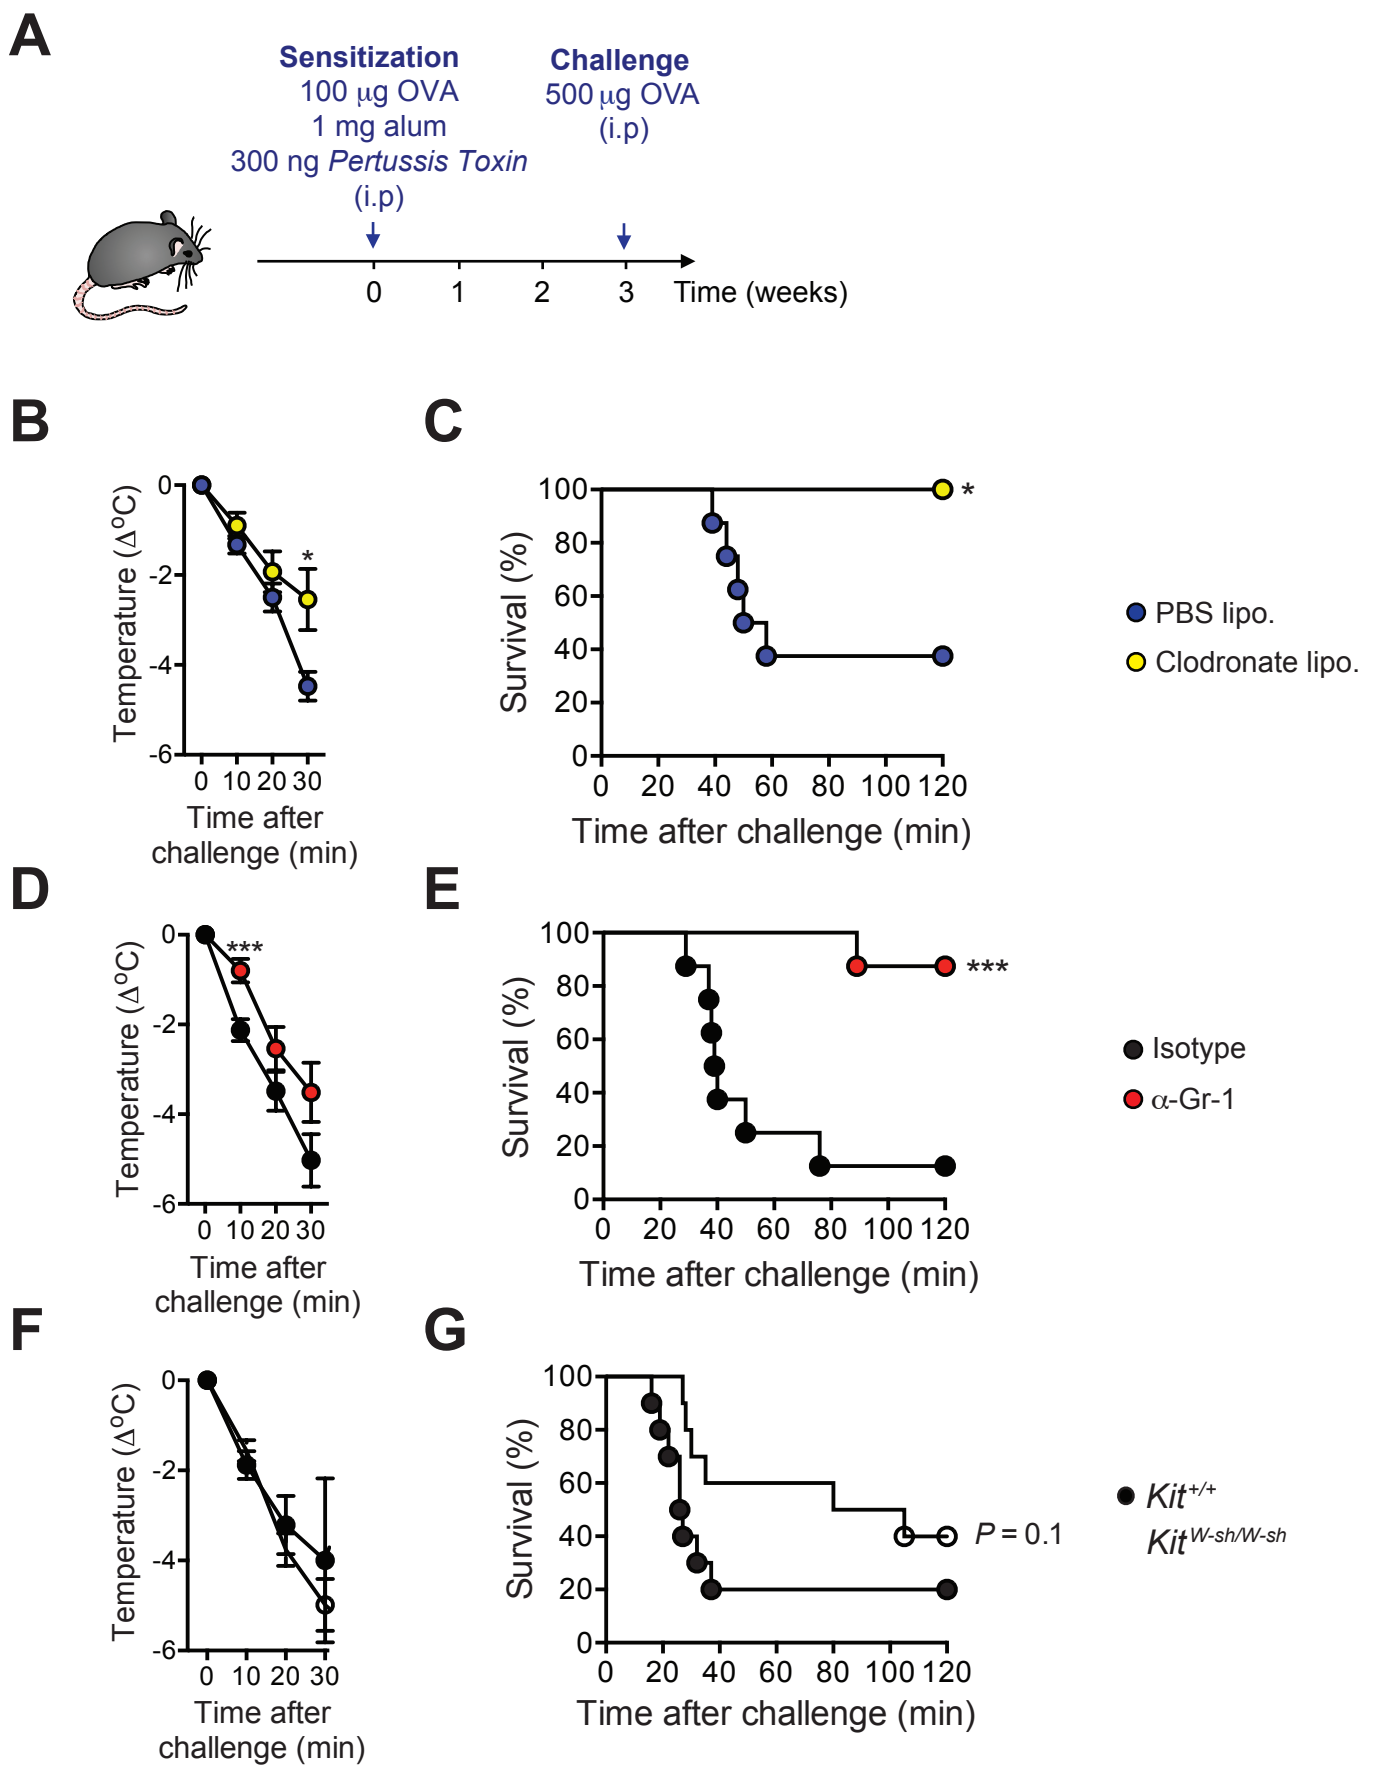 A
Sensitization
100 μg OVA
1 mg alum
300 ng Pertussis Toxin
(i.p)
Challenge
500 μg OVA
(i.p)
0 1 2 3 Time (weeks)
B
Temperature (Δ°C)
0
-2
-4
-6
*
0 10 20 30
Time after
challenge (min)
C
Survival (%)
100
80
60
40
20
0
*
0 20 40 60 80 100 120
Time after challenge (min)
PBS lipo.
Clodronate lipo.
D
Temperature (Δ°C)
0
-2
-4
-6
***
0 10 20 30
Time after
challenge (min)
E
Survival (%)
100
80
60
40
20
0
***
0 20 40 60 80 100 120
Time after challenge (min)
Isotype
α-Gr-1
F
Temperature (Δ°C)
0
-2
-4
-6
0 10 20 30
Time after
challenge (min)
G
Survival (%)
100
80
60
40
20
0
P = 0.1
0 20 40 60 80 100 120
Time after challenge (min)
Kit+/+
KitW-sh/W-sh